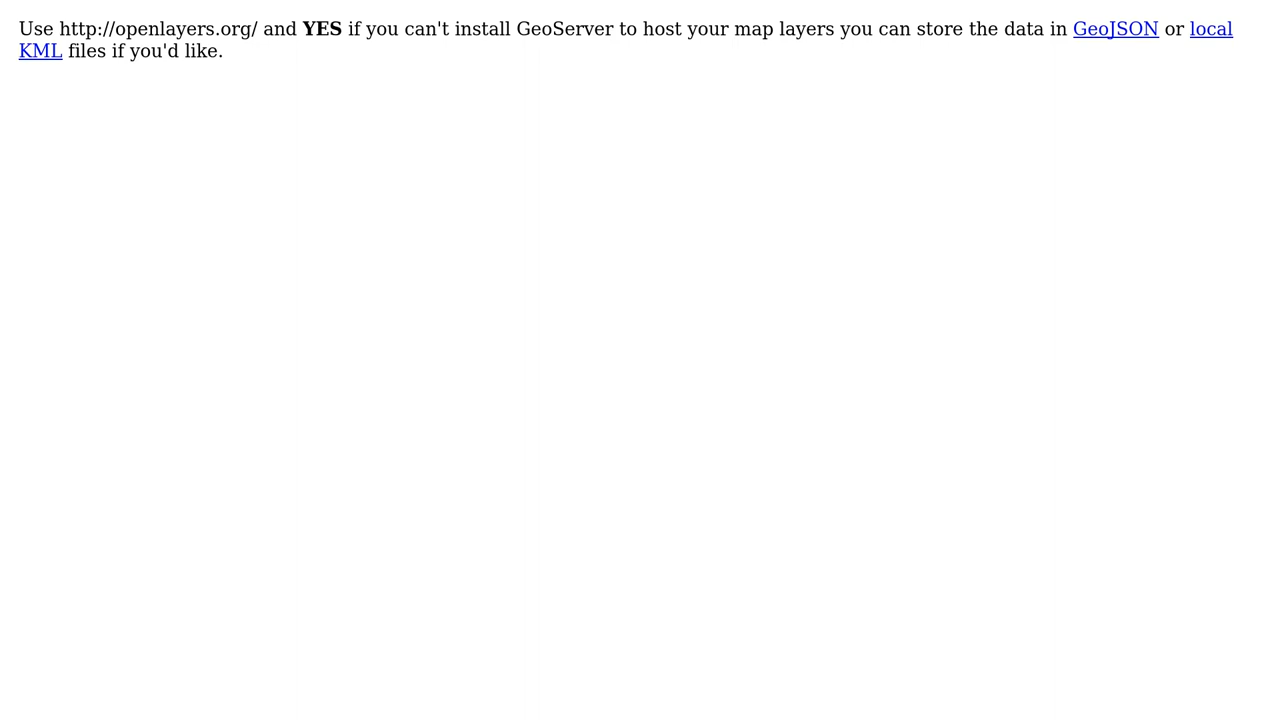 Use http://openlayers.org/ and YES if you can't install GeoServer to host your map layers you can store the data in GeoJSON or local
KML files if you'd like.